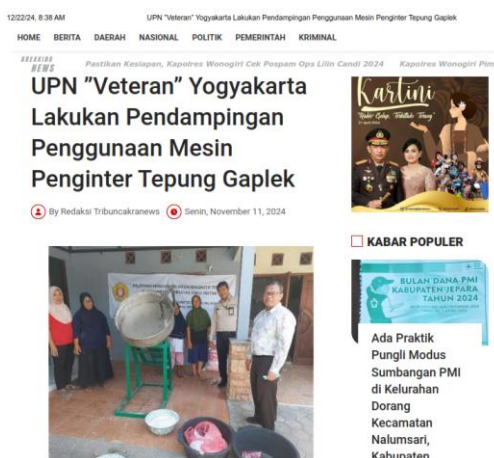 12/22/24, 8:38 AM UPN "Veteran" Yogyakarta Lakukan Pendampingan Penggunaan Mesin Penginter Tepung Gaplek
HOME BERITA DAERAH NASIONAL POLITIK PEMERINTAH KRIMINAL
BREAKING
NEWS
Pastikan Kesiapan, Kapolres Wonogiri Cek Pospam Ops Lilin Candi 2024 Kapolres Wonogiri Pim
UPN ”Veteran” Yogyakarta
Lakukan Pendampingan
Penggunaan Mesin
Penginter Tepung Gaplek
By Redaksi Tribuncakranews Senin, November 11, 2024
Kartini
KABAR POPULER
BULAN DANA PMI
KABUPATEN JEPARA
TAHUN 2024
Ada Praktik
Pungli Modus
Sumbangan PMI
di Kelurahan
Dorang
Kecamatan
Nalumsari,
Kabupaten